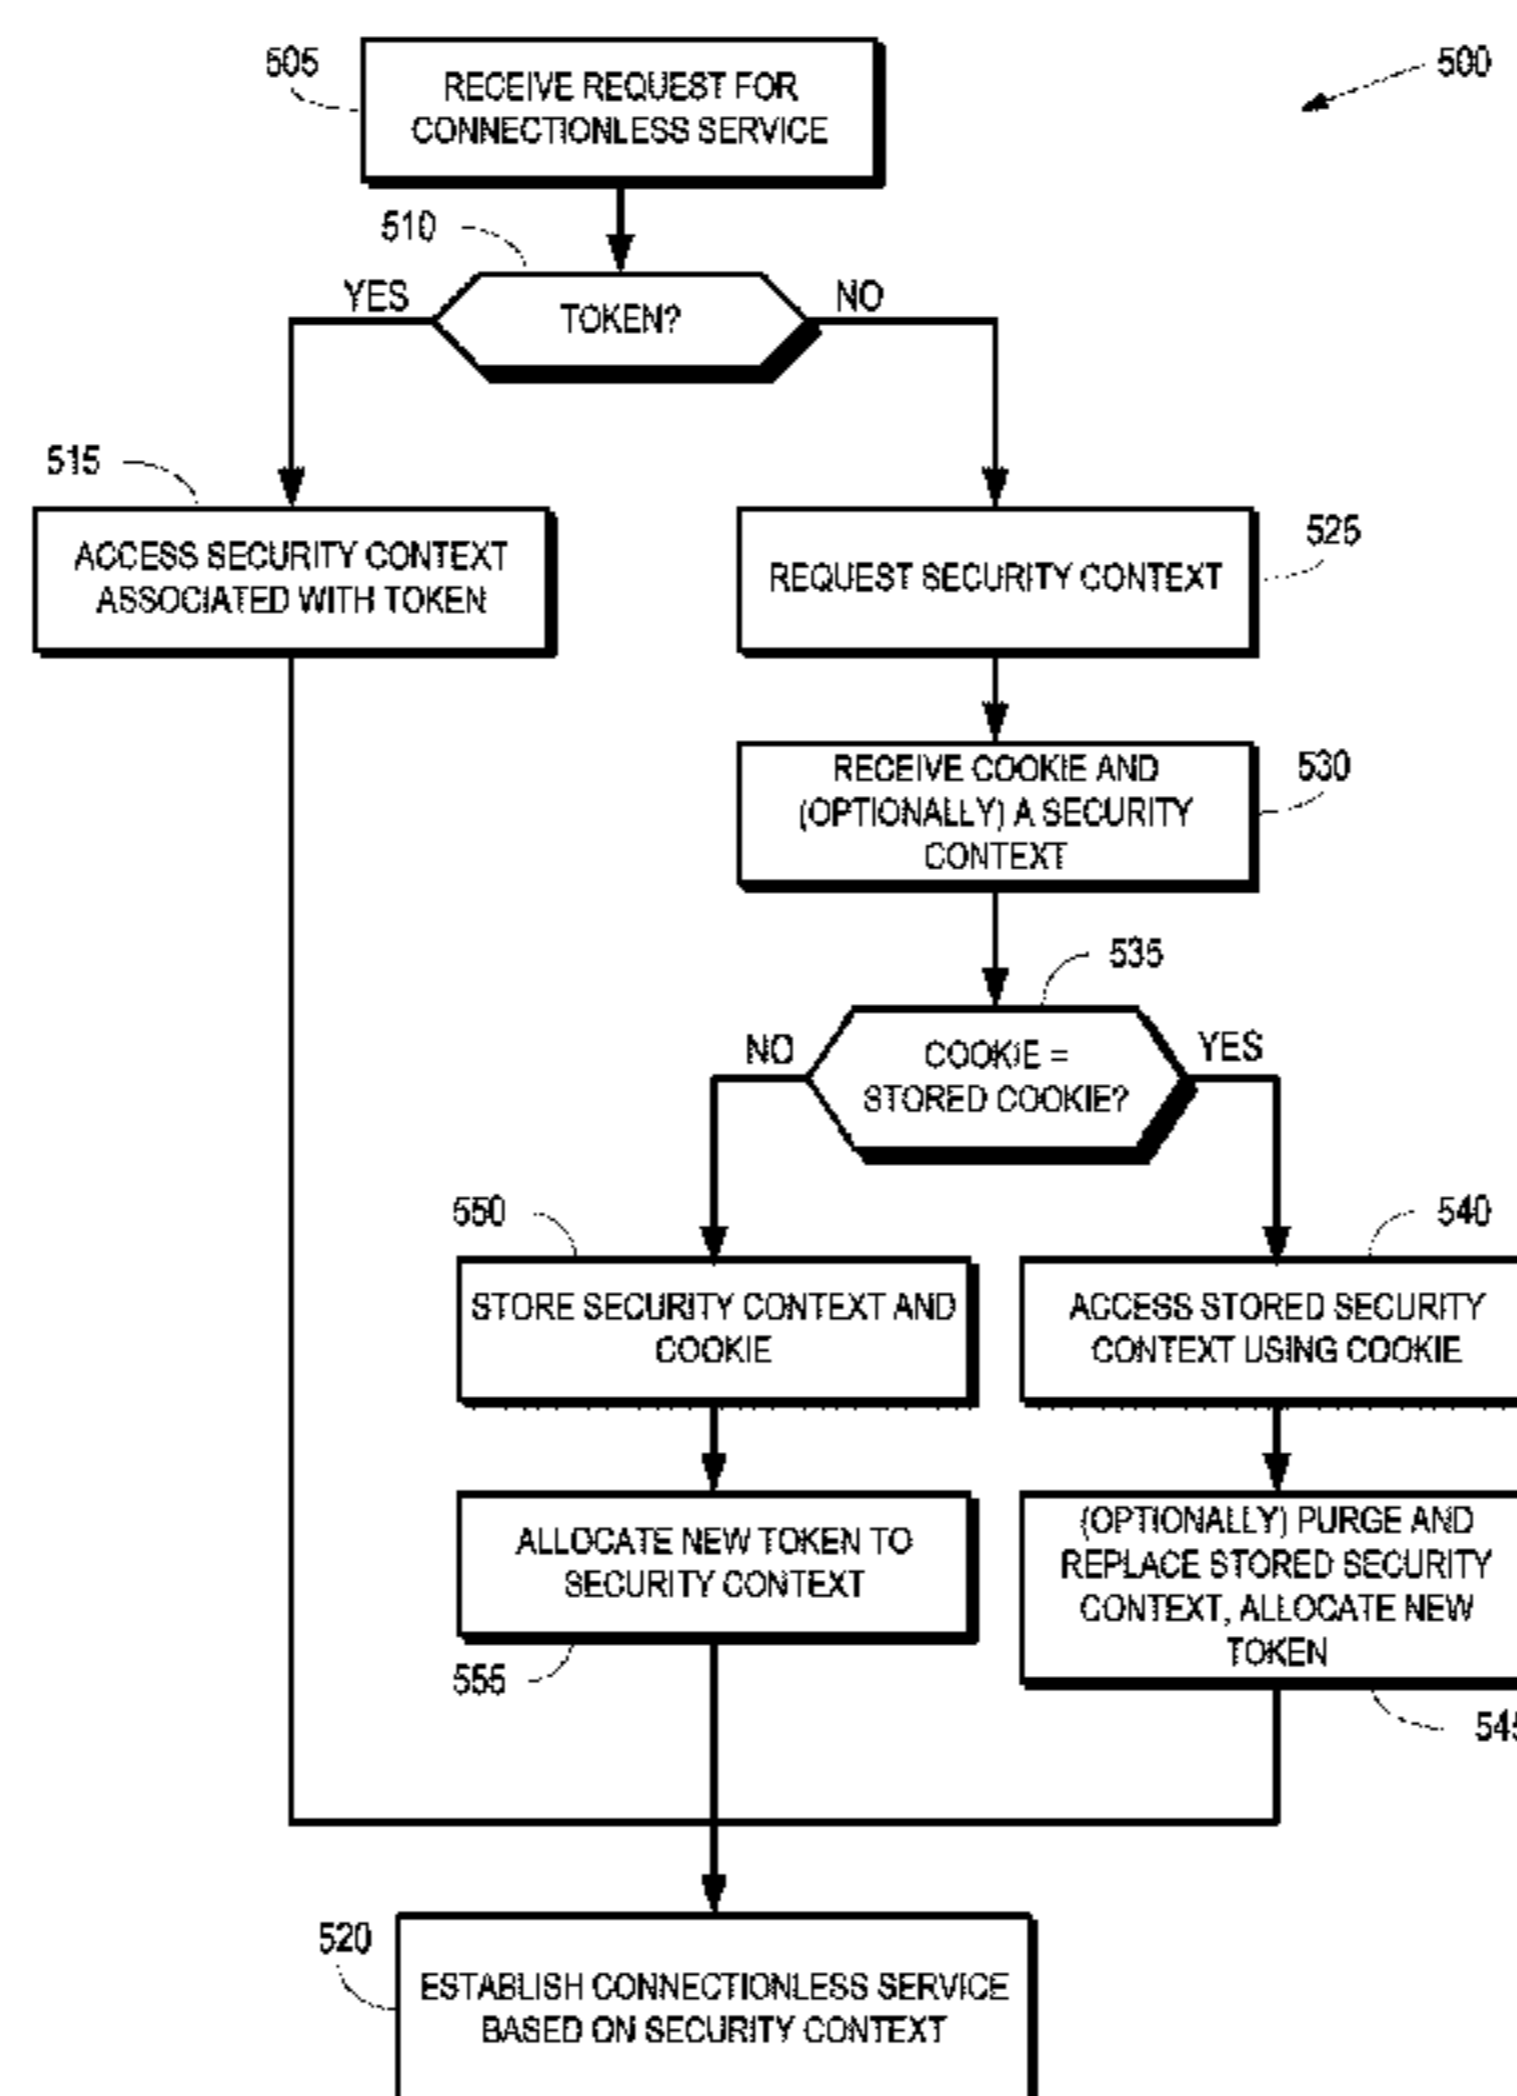 505
RECEIVE REQUEST FOR
CONNECTIONLESS SERVICE
500
510
YES
TOKEN?
NO
515
ACCESS SECURITY CONTEXT
ASSOCIATED WITH TOKEN
REQUEST SECURITY CONTEXT
525
RECEIVE COOKIE AND
(OPTIONALLY) A SECURITY
CONTEXT
530
535
NO
COOKIE =
STORED COOKIE?
YES
550
STORE SECURITY CONTEXT AND
COOKIE
540
ACCESS STORED SECURITY
CONTEXT USING COOKIE
ALLOCATE NEW TOKEN TO
SECURITY CONTEXT
555
(OPTIONALLY) PURGE AND
REPLACE STORED SECURITY
CONTEXT, ALLOCATE NEW
TOKEN
545
520
ESTABLISH CONNECTIONLESS SERVICE
BASED ON SECURITY CONTEXT